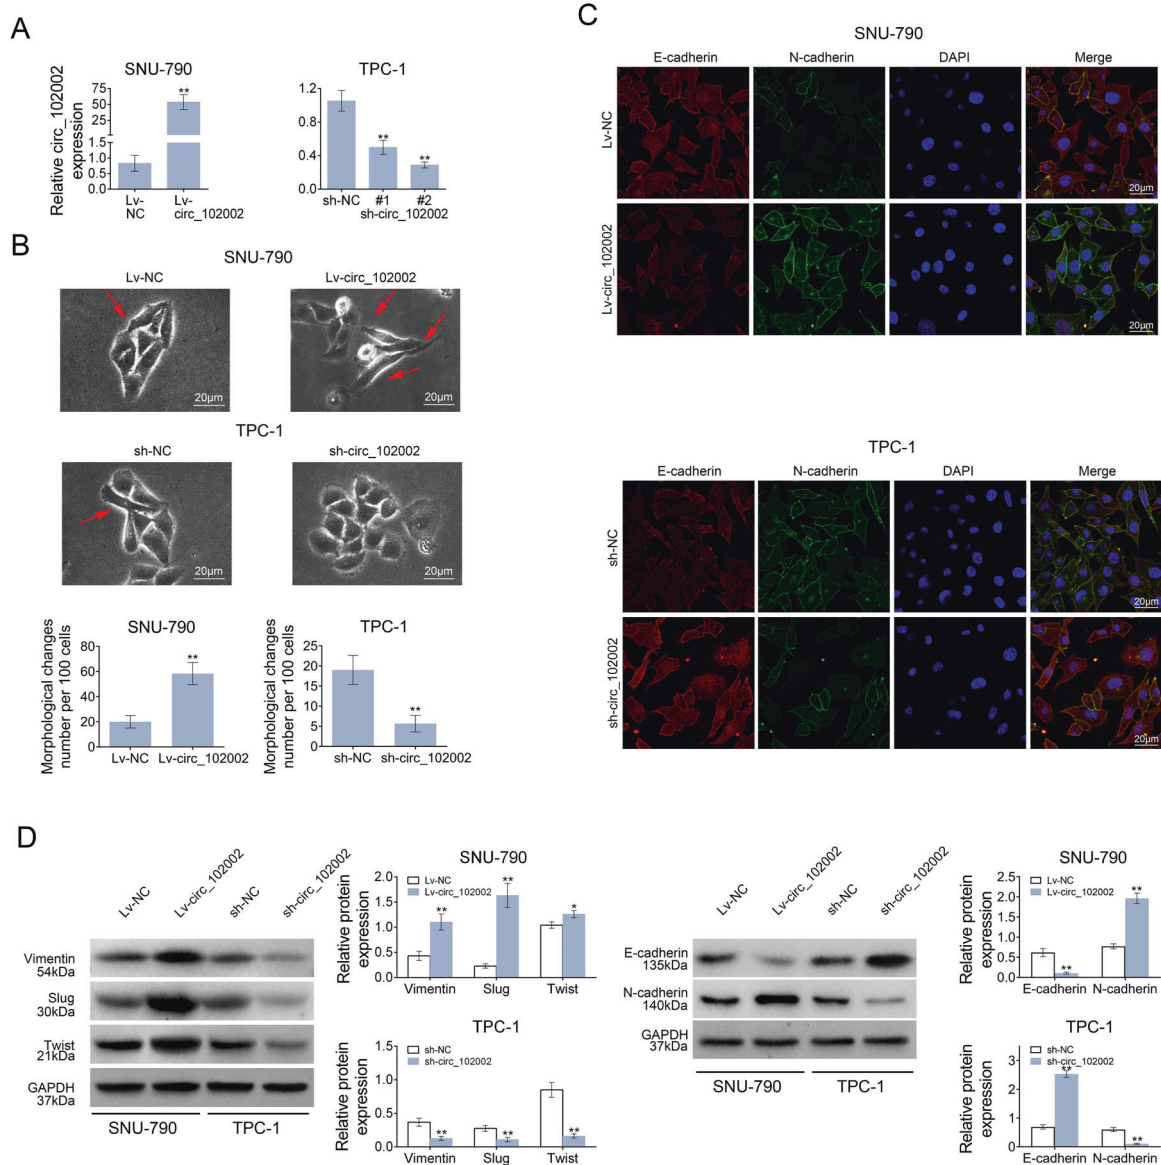 A
SNU-790
TPC-1
Relative circ_102002
expression
75
50
25
0
1.5
1.0
0.5
0.0
**
Lv-
NC
Lv-
circ_102002
1.2
0.8
0.4
0.0
**
**
sh-NC
#1
#2
sh-circ_102002
B
SNU-790
Lv-NC
Lv-circ_102002
20μm
20μm
TPC-1
sh-NC
sh-circ_102002
20μm
20μm
SNU-790
Morphological changes
number per 100 cells
80
60
40
20
0
**
Lv-NC
Lv-circ_102002
TPC-1
Morphological changes
number per 100 cells
25
20
15
10
5
0
**
sh-NC
sh-circ_102002
C
SNU-790
E-cadherin
N-cadherin
DAPI
Merge
Lv-NC
20μm
Lv-circ_102002
20μm
TPC-1
E-cadherin
N-cadherin
DAPI
Merge
sh-NC
20μm
sh-circ_102002
20μm
D
Lv-NC
Lv-circ_102002
sh-NC
sh-circ_102002
Vimentin
54kDa
Slug
30kDa
Twist
21kDa
GAPDH
37kDa
SNU-790
TPC-1
SNU-790
Relative protein
expression
2.0
1.5
1.0
0.5
0.0
Lv-NC
Lv-circ_102002
**
**
*
Vimentin
Slug
Twist
TPC-1
Relative protein
expression
1.5
1.0
0.5
0.0
sh-NC
sh-circ_102002
**
**
**
Vimentin
Slug
Twist
Lv-NC
Lv-circ_102002
sh-NC
sh-circ_102002
E-cadherin
135kDa
N-cadherin
140kDa
GAPDH
37kDa
SNU-790
TPC-1
SNU-790
Relative protein
expression
2.5
2.0
1.5
1.0
0.5
0.0
Lv-NC
Lv-circ_102002
**
**
E-cadherin
N-cadherin
TPC-1
Relative protein
expression
3
2
1
0
sh-NC
sh-circ_102002
**
**
E-cadherin
N-cadherin